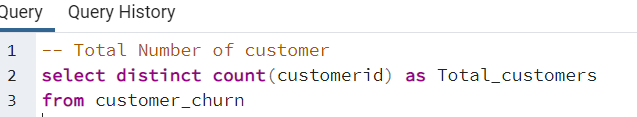 Query Query History
1 -- Total Number of customer
2 select distinct count(customerid) as Total_customers
3 from customer_churn